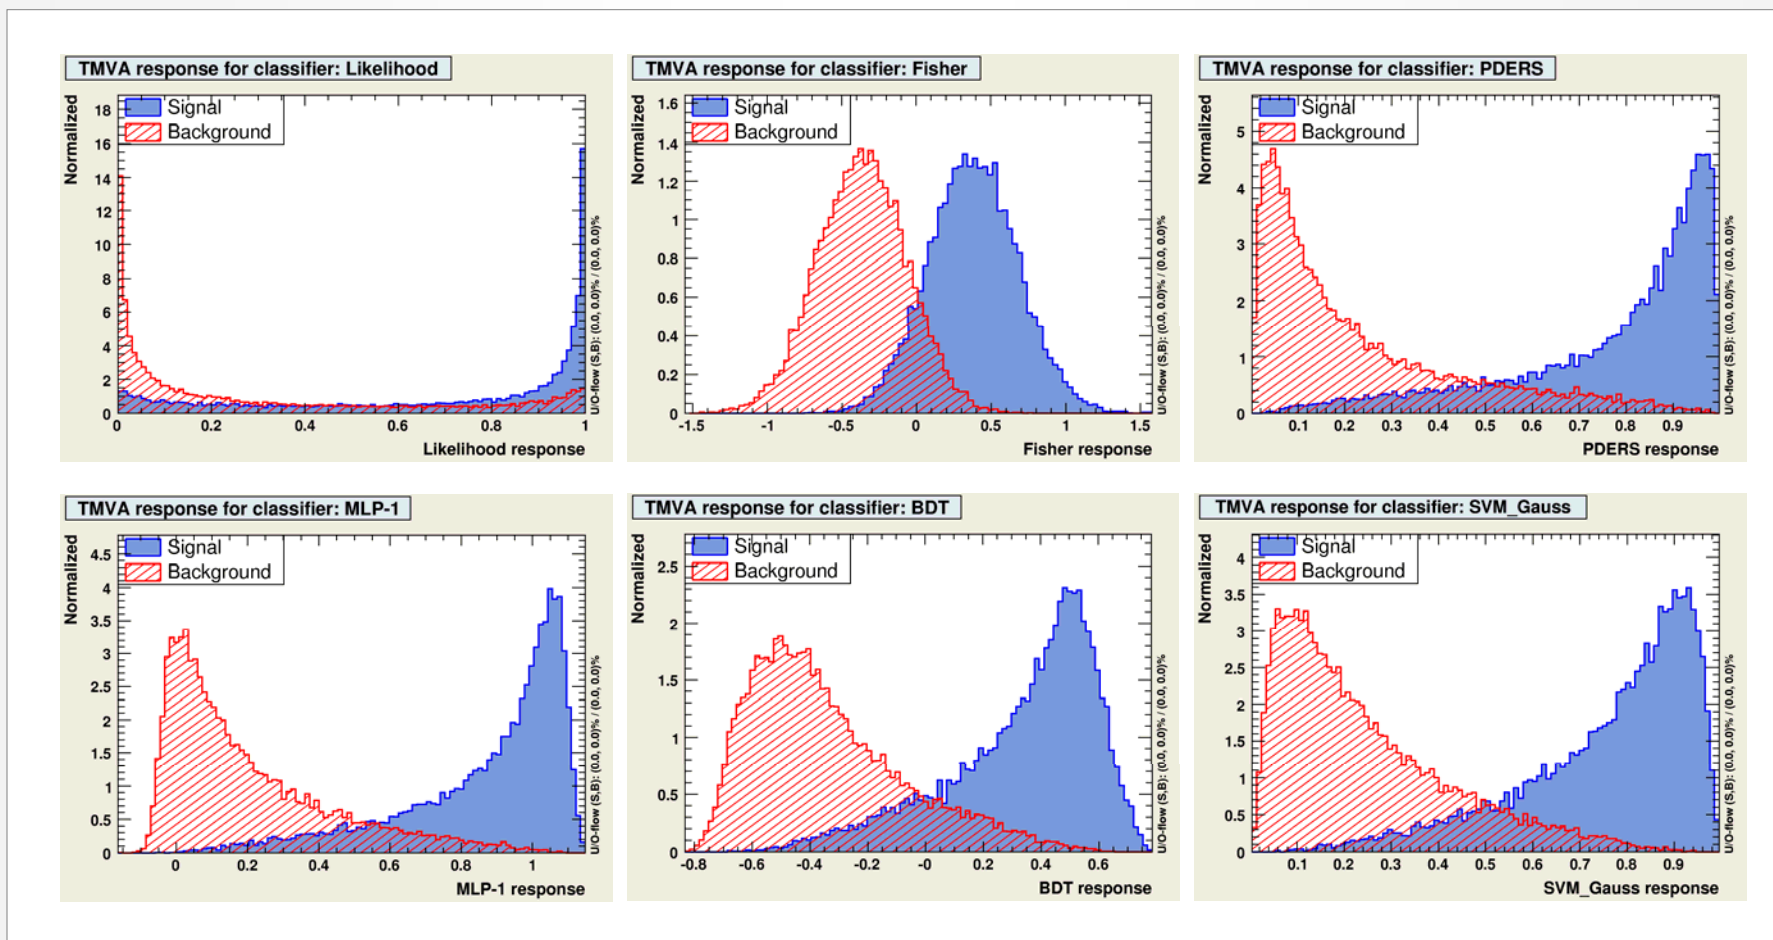 TMVA response for classifier: Likelihood
Normalized
Signal
Background
18
16
14
12
10
8
6
4
2
0
0 0.2 0.4 0.6 0.8 1
Likelihood response
U/O-flow (S,B): (0.0, 0.0)% / (0.0, 0.0)%
TMVA response for classifier: Fisher
Normalized
Signal
Background
1.6
1.4
1.2
1
0.8
0.6
0.4
0.2
0
-1.5 -1 -0.5 0 0.5 1 1.5
Fisher response
U/O-flow (S,B): (0.0, 0.0)% / (0.0, 0.0)%
TMVA response for classifier: PDERS
Normalized
Signal
Background
5
4
3
2
1
0
0.1 0.2 0.3 0.4 0.5 0.6 0.7 0.8 0.9
PDERS response
U/O-flow (S,B): (0.0, 0.0)% / (0.0, 0.0)%
TMVA response for classifier: MLP-1
Normalized
Signal
Background
4.5
4
3.5
3
2.5
2
1.5
1
0.5
0
0 0.2 0.4 0.6 0.8 1
MLP-1 response
U/O-flow (S,B): (0.0, 0.0)% / (0.0, 0.0)%
TMVA response for classifier: BDT
Normalized
Signal
Background
2.5
2
1.5
1
0.5
0
-0.8 -0.6 -0.4 -0.2 -0 0.2 0.4 0.6
BDT response
U/O-flow (S,B): (0.0, 0.0)% / (0.0, 0.0)%
TMVA response for classifier: SVM_Gauss
Normalized
Signal
Background
4
3.5
3
2.5
2
1.5
1
0.5
0
0.1 0.2 0.3 0.4 0.5 0.6 0.7 0.8 0.9
SVM_Gauss response
U/O-flow (S,B): (0.0, 0.0)% / (0.0, 0.0)%